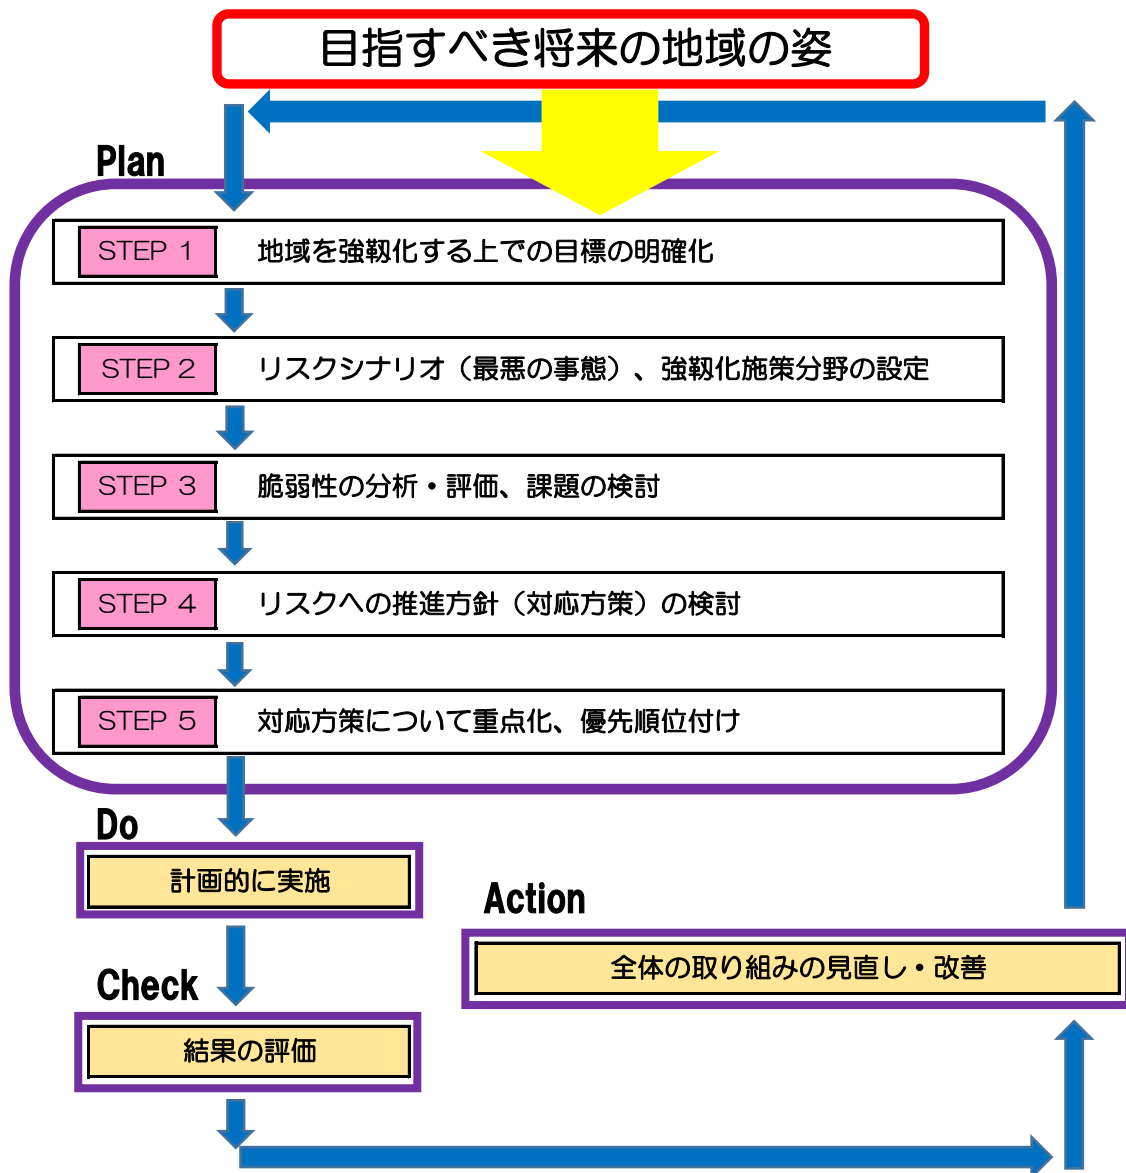 目指すべき将来の地域の姿
Plan
STEP 1 地域を強靱化する上での目標の明確化
STEP 2 リスクシナリオ（最悪の事態）、強靱化施策分野の設定
STEP 3 脆弱性の分析・評価、課題の検討
STEP 4 リスクへの推進方針（対応方策）の検討
STEP 5 対応方策について重点化、優先順位付け
Do
計画的に実施
Action
全体の取り組みの見直し・改善
Check
結果の評価